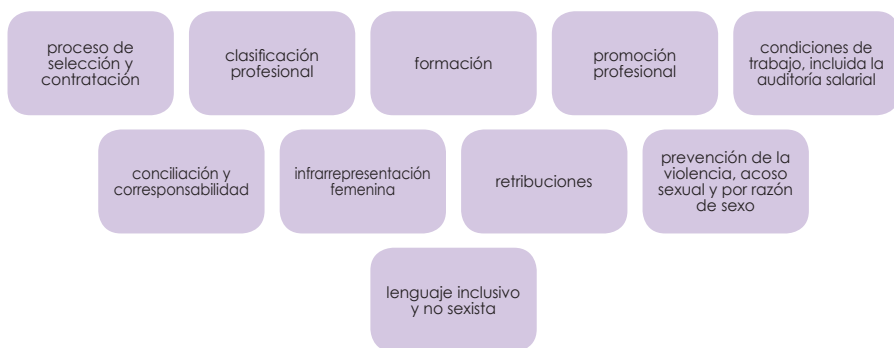 proceso de
selección y
contratación
clasificación
profesional
formación
promoción
profesional
condiciones de
trabajo, incluida la
auditoría salarial
conciliación y
corresponsabilidad
infrarrepresentación
femenina
retribuciones
prevención de la
violencia, acoso
sexual y por razón
de sexo
lenguaje inclusivo
y no sexista